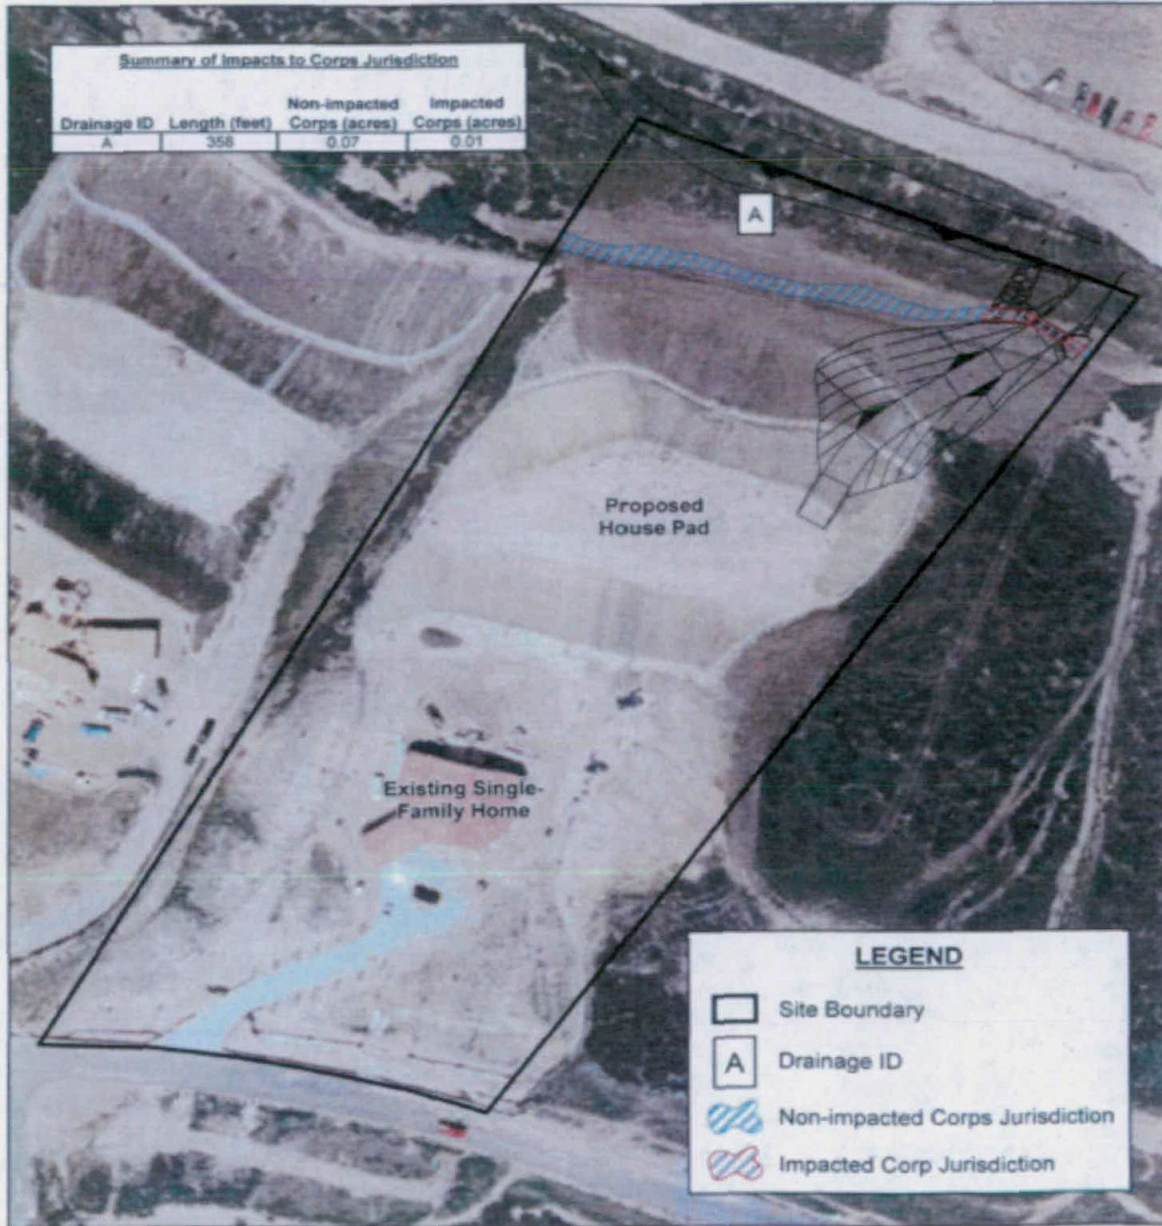 Summary of Impacts to Corps Jurisdiction
Non-impacted Impacted
Drainage ID Length (feet) Corps (acres) Corps (acres)
A 358 0.07 0.01
A
Proposed
House Pad
Existing Single-
Family Home
LEGEND
Site Boundary
A Drainage ID
Non-impacted Corps Jurisdiction
Impacted Corp Jurisdiction